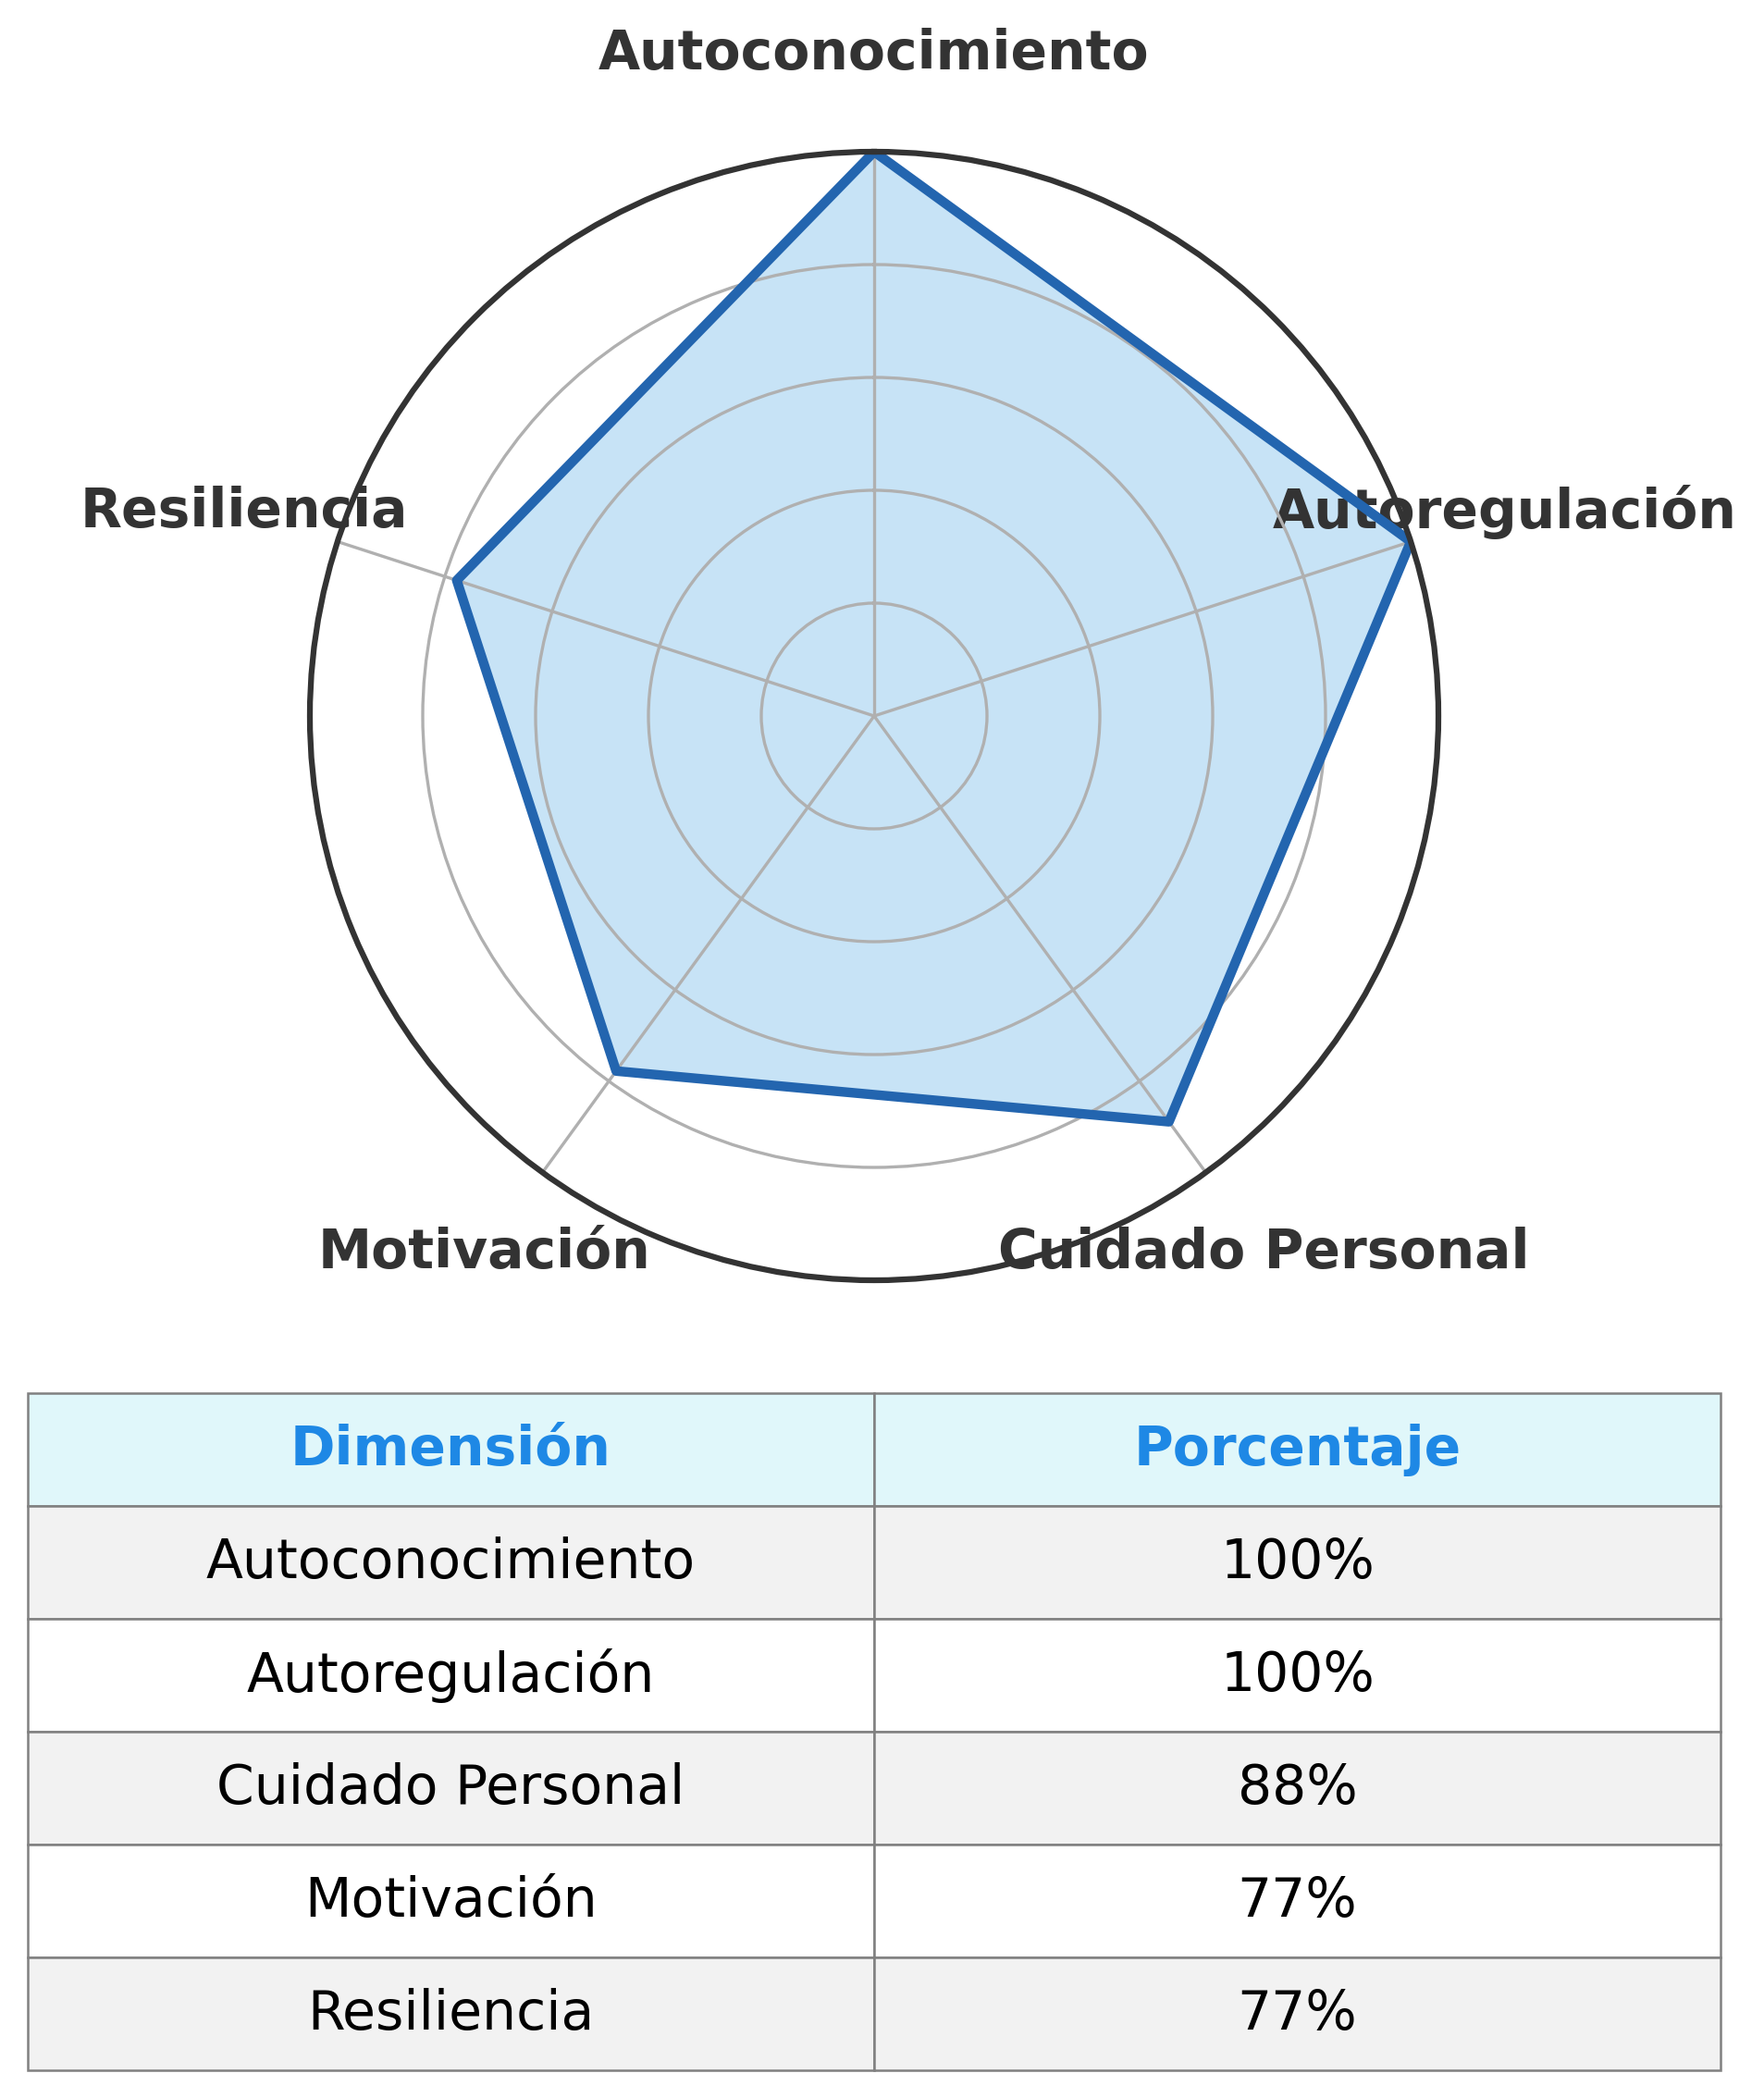 Autoconocimiento
Resiliencia
Autoregulación
Motivación
Cuidado Personal
Dimensión Porcentaje
Autoconocimiento 100%
Autoregulación 100%
Cuidado Personal 88%
Motivación 77%
Resiliencia 77%